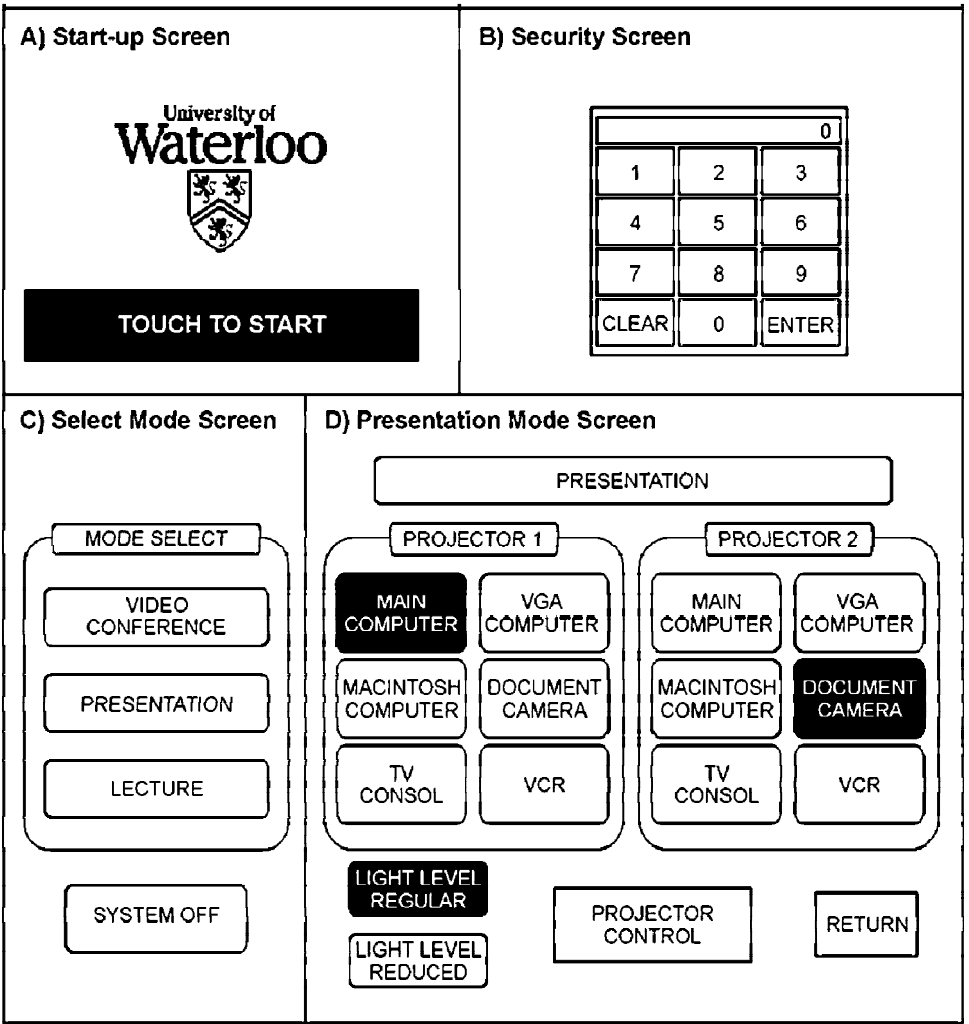 A) Start-up Screen
University of
Waterloo
TOUCH TO START
B) Security Screen
0
1 2 3
4 5 6
7 8 9
CLEAR 0 ENTER
C) Select Mode Screen
MODE SELECT
VIDEO
CONFERENCE
PRESENTATION
LECTURE
SYSTEM OFF
D) Presentation Mode Screen
PRESENTATION
PROJECTOR 1
MAIN
COMPUTER
VGA
COMPUTER
MACINTOSH
COMPUTER
DOCUMENT
CAMERA
TV
CONSOL
VCR
PROJECTOR 2
MAIN
COMPUTER
VGA
COMPUTER
MACINTOSH
COMPUTER
DOCUMENT
CAMERA
TV
CONSOL
VCR
LIGHT LEVEL
REGULAR
LIGHT LEVEL
REDUCED
PROJECTOR
CONTROL
RETURN